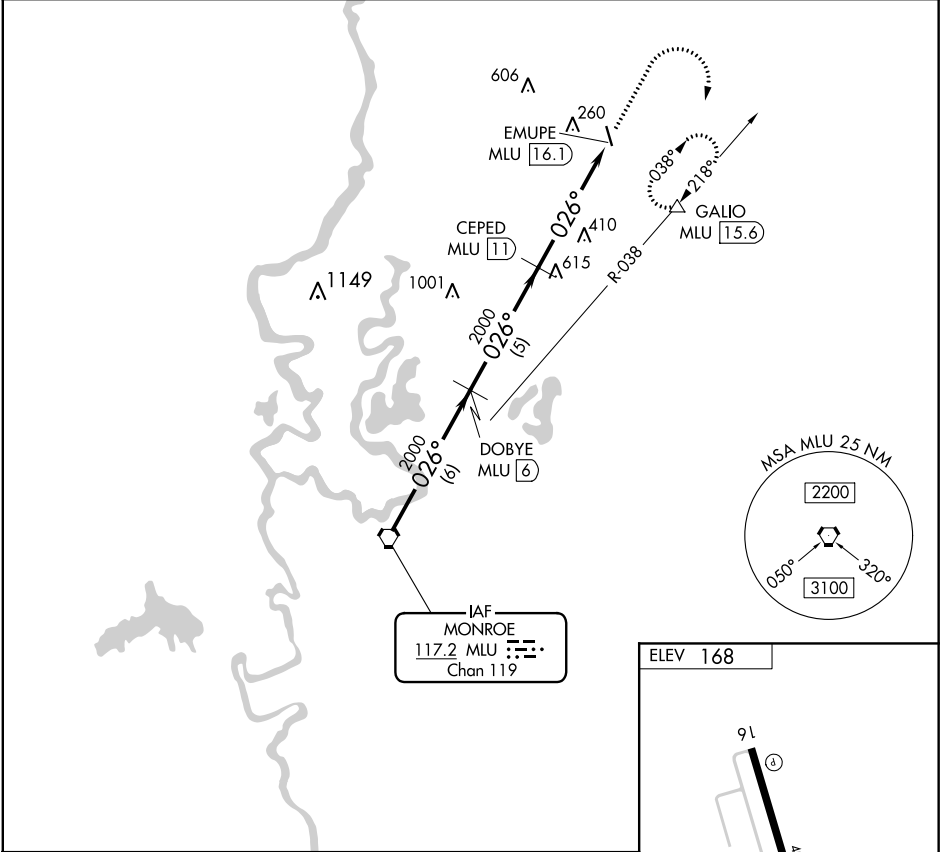 606
260
EMUPE
MLU 16.1
038°
218°
026°
GALIO
MLU 15.6
CEPED
MLU 11
410
615
R-038
1149
1001
2000
026°
(5)
DOBYE
MLU 6
2000
026°
(6)
MSA MLU 25 NM
2200
050°
320°
3100
IAF
MONROE
117.2 MLU
Chan 119
ELEV 168
16
P
A